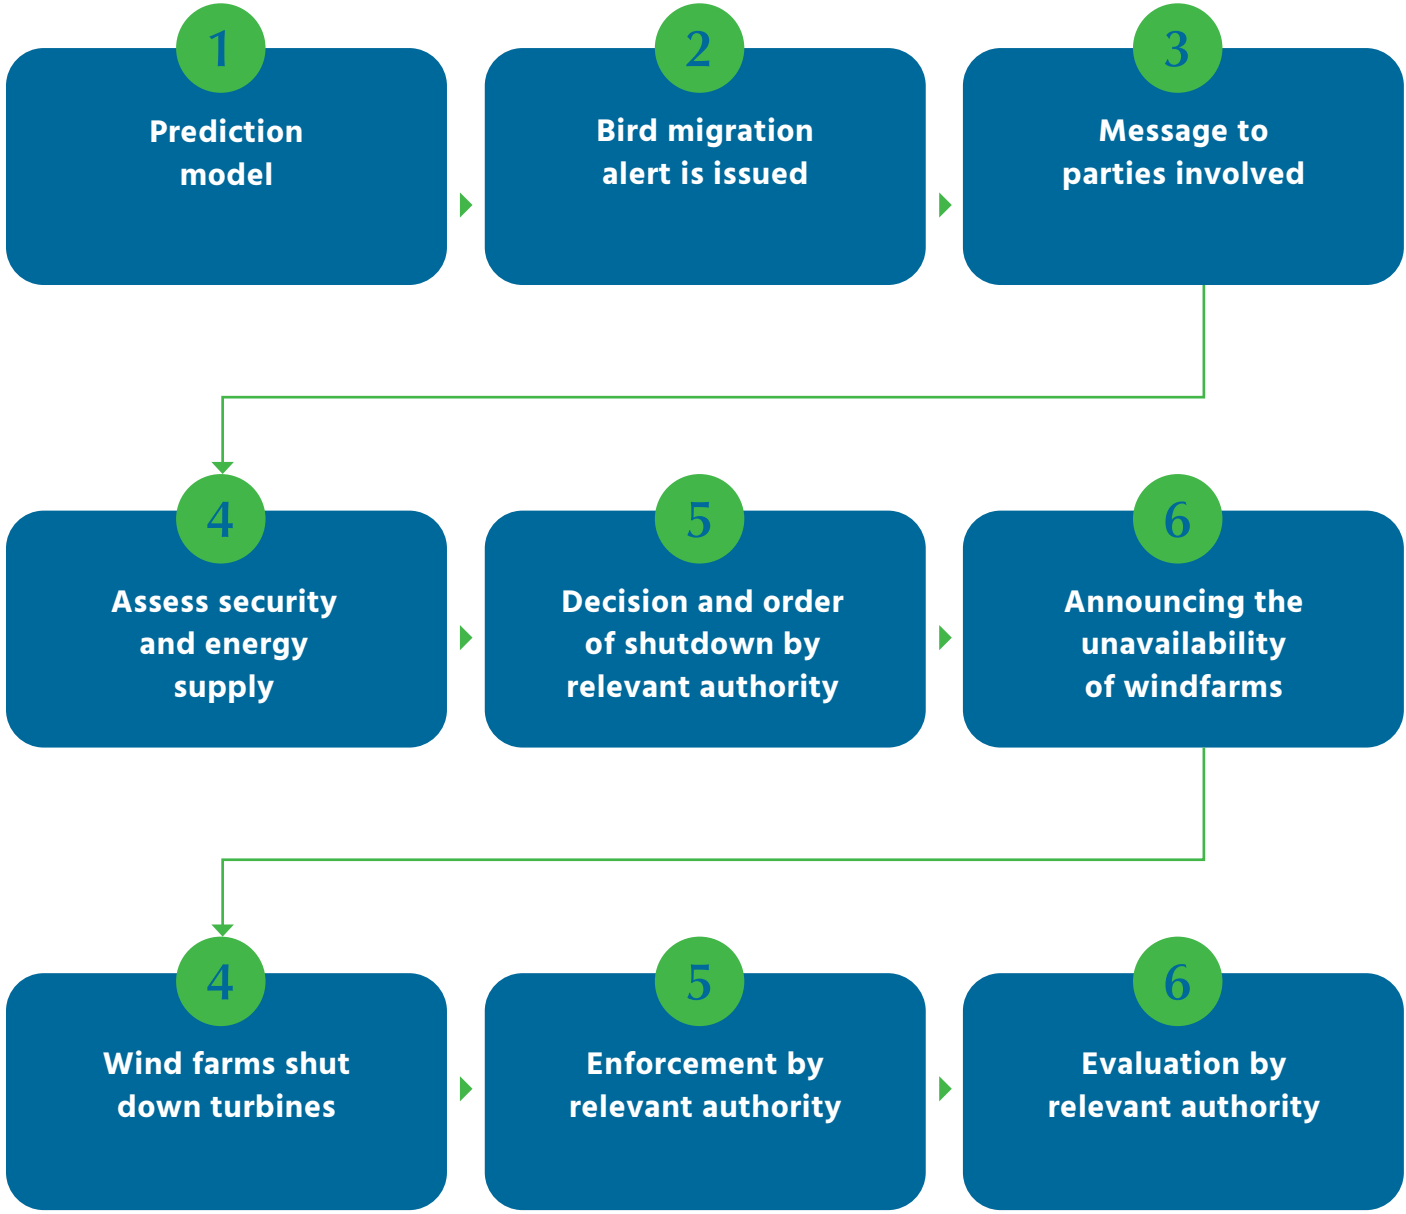 1
Prediction
model
2
Bird migration
alert is issued
3
Message to
parties involved
4
Assess security
and energy
supply
5
Decision and order
of shutdown by
relevant authority
6
Announcing the
unavailability
of windfarms
4
Wind farms shut
down turbines
5
Enforcement by
relevant authority
6
Evaluation by
relevant authority